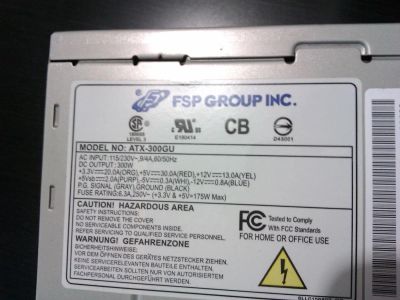 FSP GROUP INC.
LEVEL 3
E190414
CB
D43001
MODEL NO: ATX-300GU
AC INPUT: 115/230V~,9/4A,60/50Hz
DC OUTPUT: 300W
+3.3V⎓20.0A(ORG),+5V⎓30.0A(RED),+12V⎓13.0A(YEL)
+5Vsb⎓2.0A(PURP),-5V⎓0.3A(WHI),-12V⎓0.8A(BLUE)
P.G. SIGNAL (GRAY), GROUND (BLACK)
FUSE RATING:6.3A,250V~ (+3.3V & +5V=175W Max)
CAUTION! HAZARDOUS AREA
SAFETY INSTRUCTIONS:
DO NOT REMOVE THE COVER.
NO SERVICEABLE COMPONENTS INSIDE.
REFER SERVICING TO QUALIFIED SERVICE PERSONNEL.
FC Tested to Comply
With FCC Standards
FOR HOME OR OFFICE USE
WARNUNG! GEFAHRENZONE
SICHERHEITSHINWEISE:
VOR DEM ÖFFNEN DES GERÄTES NETZSTECKER ZIEHEN.
WARTUNGSFREIE BAUTEILE ENTHALTEN.
SERVICEARBEITEN SOLLTEN NUR VON AUTORISIERTEM